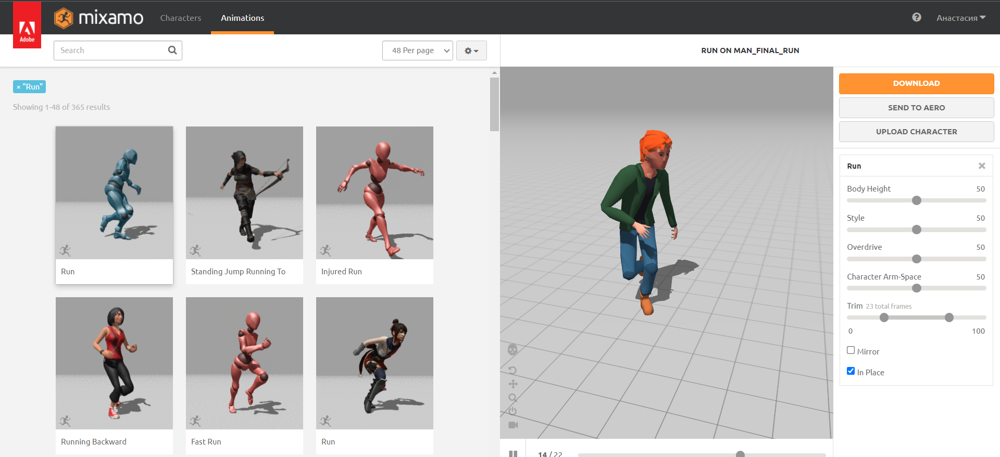 Adobe
mixamo
Characters
Animations
Анастасия
Search
48 Per page
RUN ON MAN_FINAL_RUN
× "Run"
Showing 1-48 of 365 results
Run
Standing Jump Running To
Injured Run
Running Backward
Fast Run
Run
14 / 22
DOWNLOAD
SEND TO AERO
UPLOAD CHARACTER
Run
Body Height 50
Style 50
Overdrive 50
Character Arm-Space 50
Trim 23 total frames
0 100
Mirror
In Place